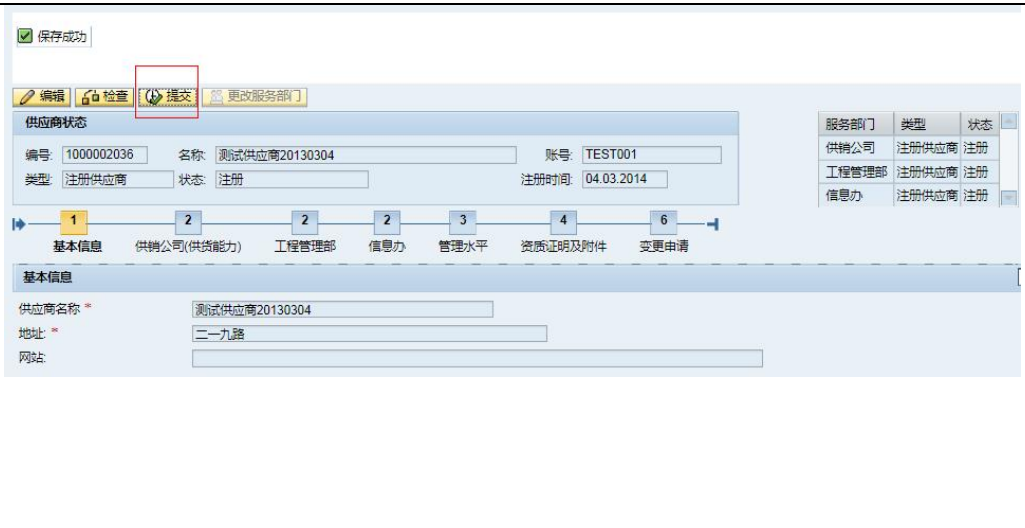 保存成功
编辑 检查 提交 更改服务部门
供应商状态
编号: 1000002036 名称: 测试供应商20130304 账号: TEST001
类型: 注册供应商 状态: 注册 注册时间: 04.03.2014
服务部门 类型 状态
供销公司 注册供应商 注册
工程管理部 注册供应商 注册
信息办 注册供应商 注册
1 2 2 2 3 4 6
基本信息 供销公司(供货能力) 工程管理部 信息办 管理水平 资质证明及附件 变更申请
基本信息
供应商名称 * 测试供应商20130304
地址: * 二一九路
网站: